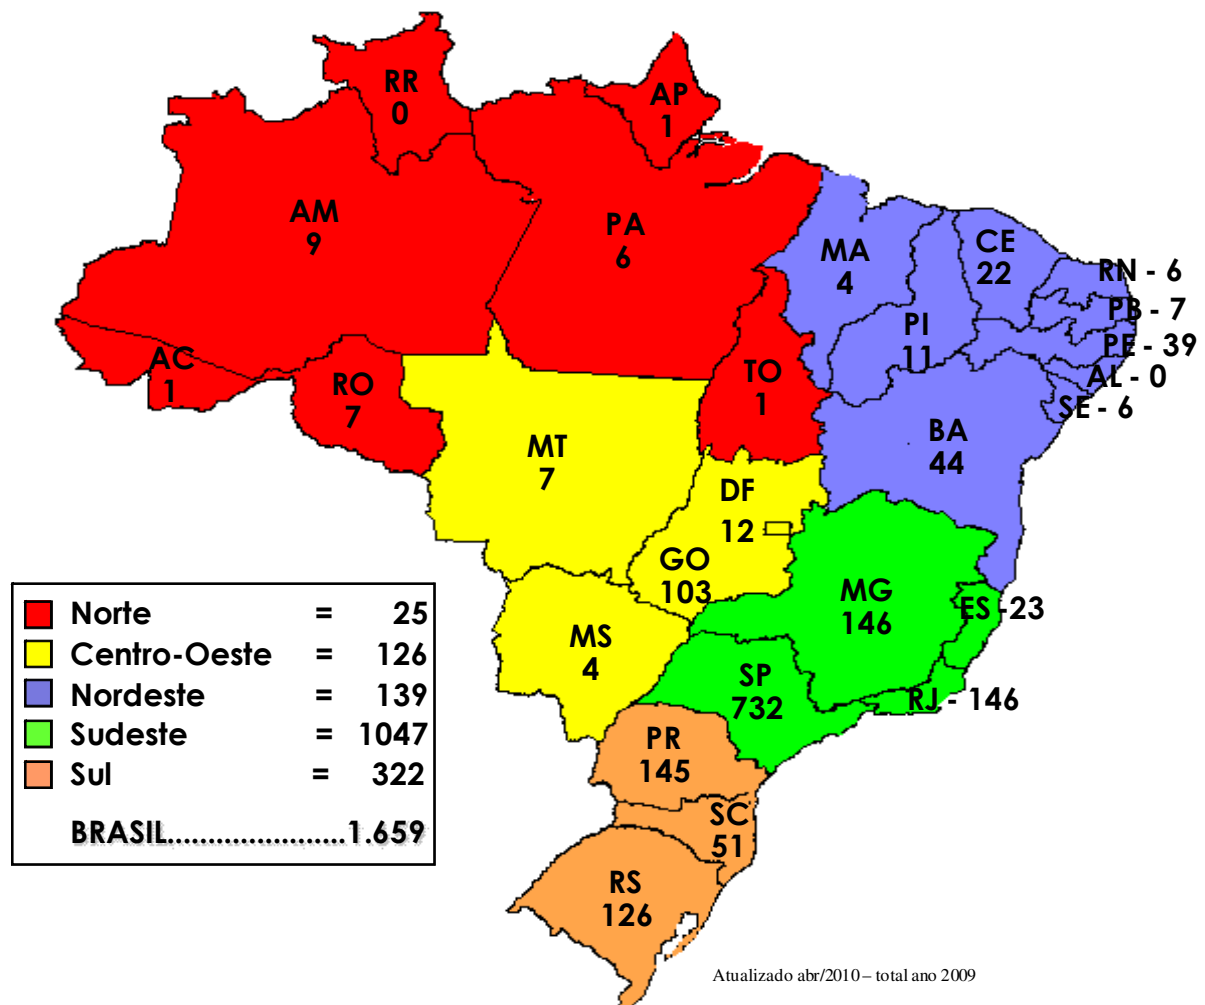 RR
0
AP
1
AM
9
PA
6
MA
4
CE
22
RN - 6
PB - 7
PI
11
PE - 39
AL - 0
SE - 6
AC
1
RO
7
TO
1
BA
44
MT
7
DF
12
GO
103
MG
146
ES -23
MS
4
SP
732
RJ - 146
PR
145
SC
51
RS
126
Norte = 25
Centro-Oeste = 126
Nordeste = 139
Sudeste = 1047
Sul = 322
BRASIL......................1.659
Atualizado abr/2010 – total ano 2009